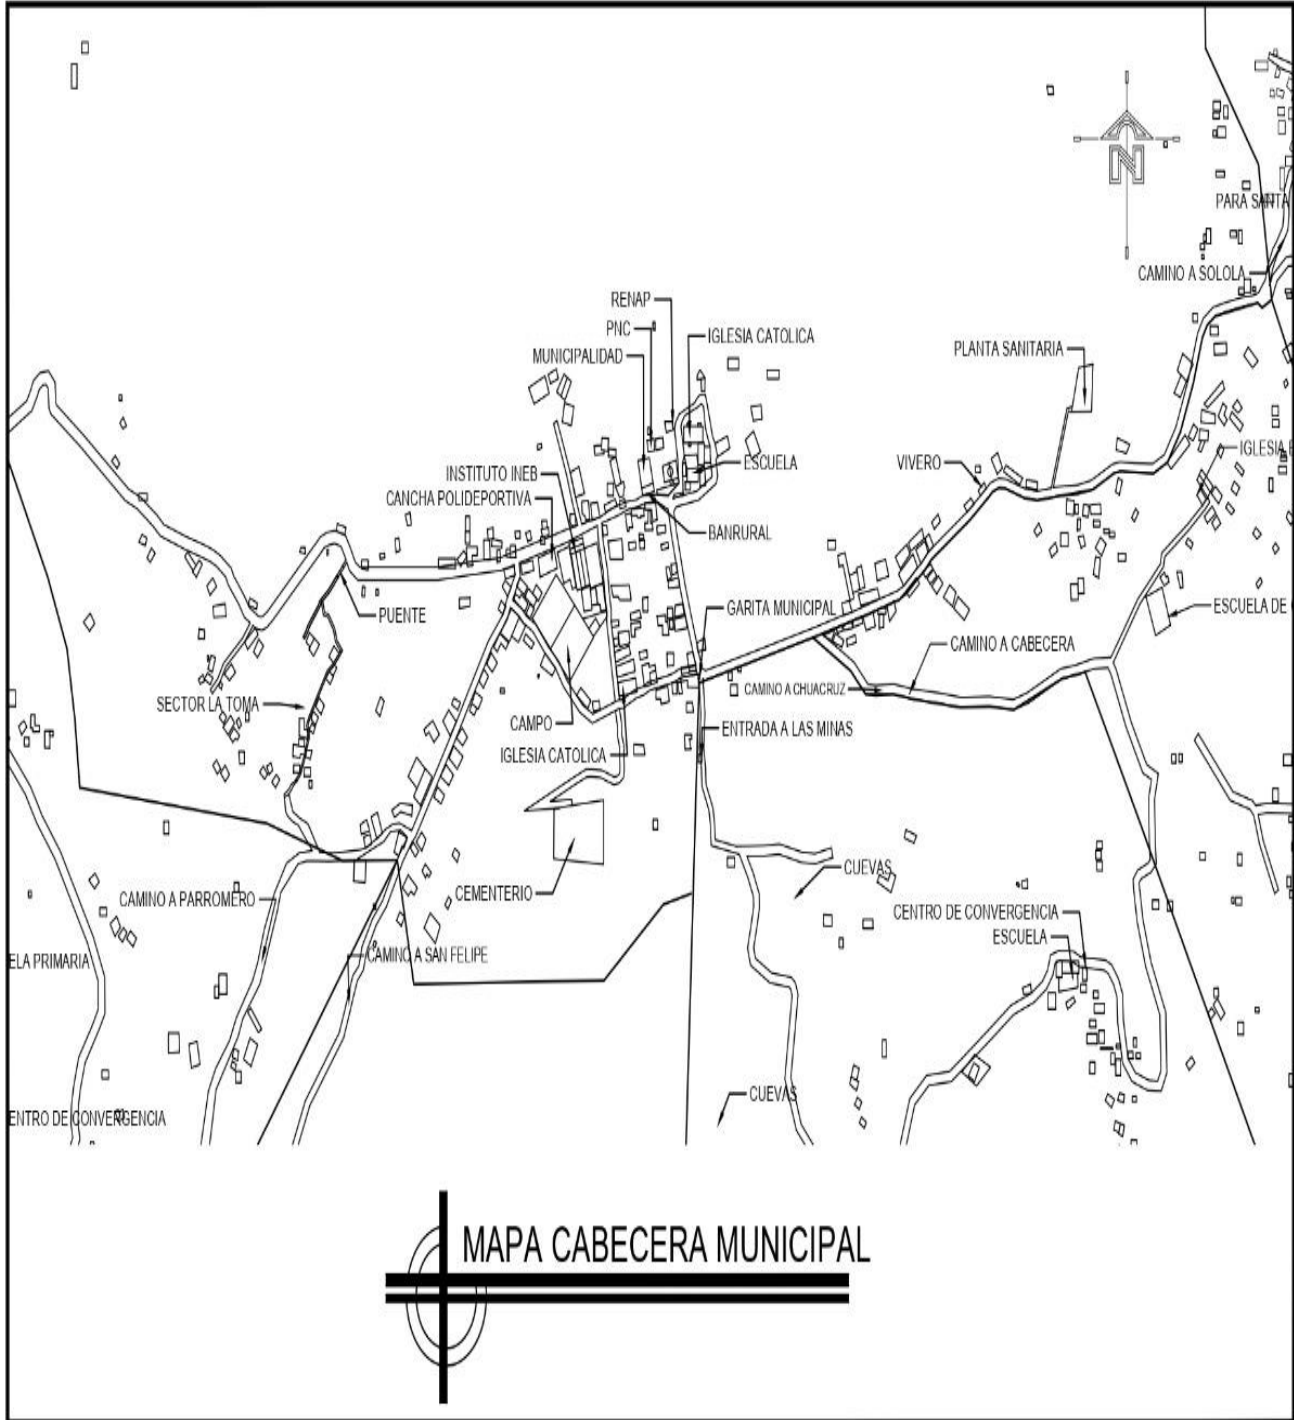 N
PARA SANTA
CAMINO A SOLOLA
RENAP
PNC
IGLESIA CATOLICA
MUNICIPALIDAD
PLANTA SANITARIA
INSTITUTO INEB
ESCUELA
VIVERO
IGLESIA
CANCHA POLIDEPORTIVA
BANRURAL
PUENTE
GARITA MUNICIPAL
ESCUELA DE
CAMINO A CABECERA
CAMINO A CHUACRUZ
SECTOR LA TOMA
CAMPO
ENTRADA A LAS MINAS
IGLESIA CATOLICA
CUEVAS
CEMENTERIO
CAMINO A PARROMERO
CENTRO DE CONVERGENCIA
ESCUELA
CAMINO A SAN FELIPE
ELA PRIMARIA
CUEVAS
ENTRO DE CONVERGENCIA
MAPA CABECERA MUNICIPAL